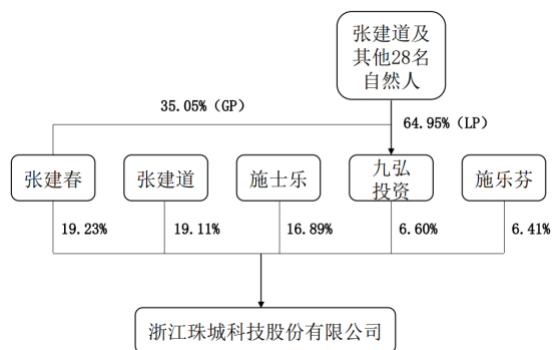 张建道及
其他28名
自然人
35.05%（GP）
64.95%（LP）
张建春
张建道
施士乐
九弘
投资
施乐芬
19.23%
19.11%
16.89%
6.60%
6.41%
浙江珠城科技股份有限公司